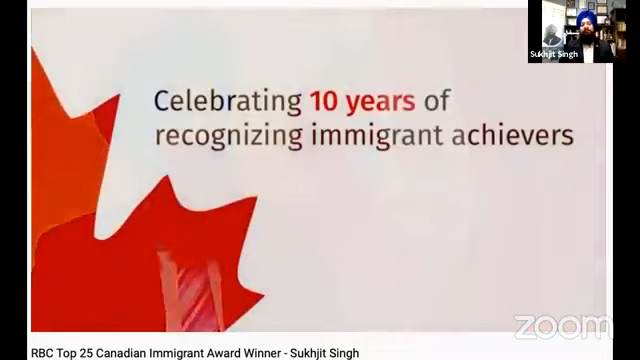 Celebrating 10 years of
recognizing immigrant achievers
Sukhjit Singh
zoom
RBC Top 25 Canadian Immigrant Award Winner - Sukhjit Singh